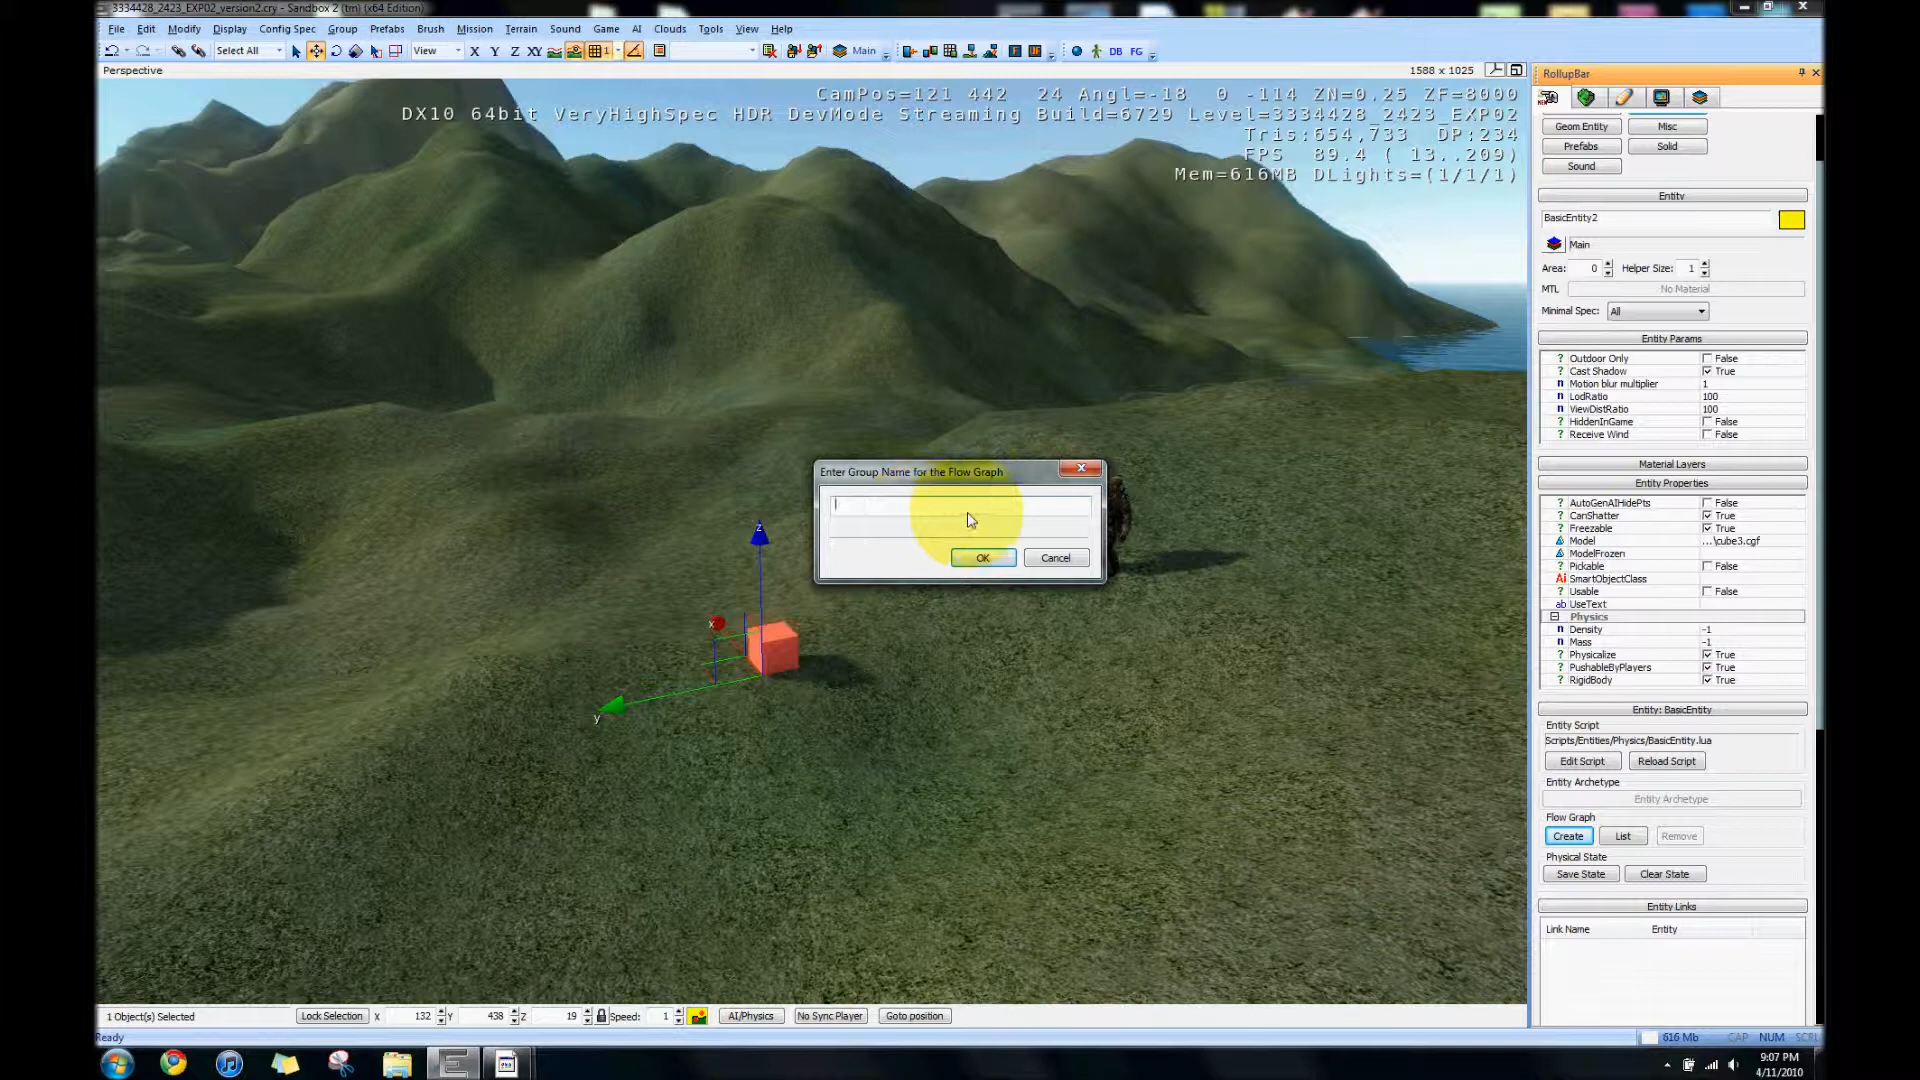 3334428_2423_EXP02_version2.cry - Sandbox 2 (tm) (x64 Edition)
File Edit Modify Display Config Spec Group Prefabs Terrain Brush Mission Terrain Sound Game AI Clouds Tools View Help
Select All View X Y Z XY 1 Main DB FG
Perspective
1588 x 1025
CamPos=121 442 24 Angl=-18 0 -114 ZN=0.25 ZF=8000
DX10 64bit VeryHighSpec HDR DevMode Streaming Build=6729 Level=3334428_2423_EXP02
Tris:654,733 DP:234
FPS 89.4 ( 13..209)
Mem=616MB DLights=(1/1/1)
Enter Group Name for the Flow Graph
OK Cancel
z
x
y
RollupBar
Geom Entity Misc
Prefabs Solid
Sound
Entity
BasicEntity2
Main
Area: 0 Helper Size: 1
MTL No Material
Minimal Spec: All
Entity Params
? Outdoor Only False
? Cast Shadow True
n Motion blur multiplier 1
n LodRatio 100
n ViewDistRatio 100
? HiddenInGame False
? Receive Wind False
Material Layers
Entity Properties
? AutoGenAIHidePts False
? CanShatter True
? Freezable True
Model ...\cube3.cgf
ModelFrozen
? Pickable False
Ai SmartObjectClass
? Usable False
ab UseText
Physics
n Density -1
n Mass -1
? Physicalize True
? PushableByPlayers True
? RigidBody True
Entity: BasicEntity
Entity Script
Scripts/Entities/Physics/BasicEntity.lua
Edit Script Reload Script
Entity Archetype
Entity Archetype
Flow Graph
Create List Remove
Physical State
Save State Clear State
Entity Links
Link Name Entity
1 Object(s) Selected Lock Selection X 132 Y 438 Z 19 Speed: 1 AI/Physics No Sync Player Goto position
Ready
616 Mb CAP NUM SCRL
9:07 PM
4/11/2010